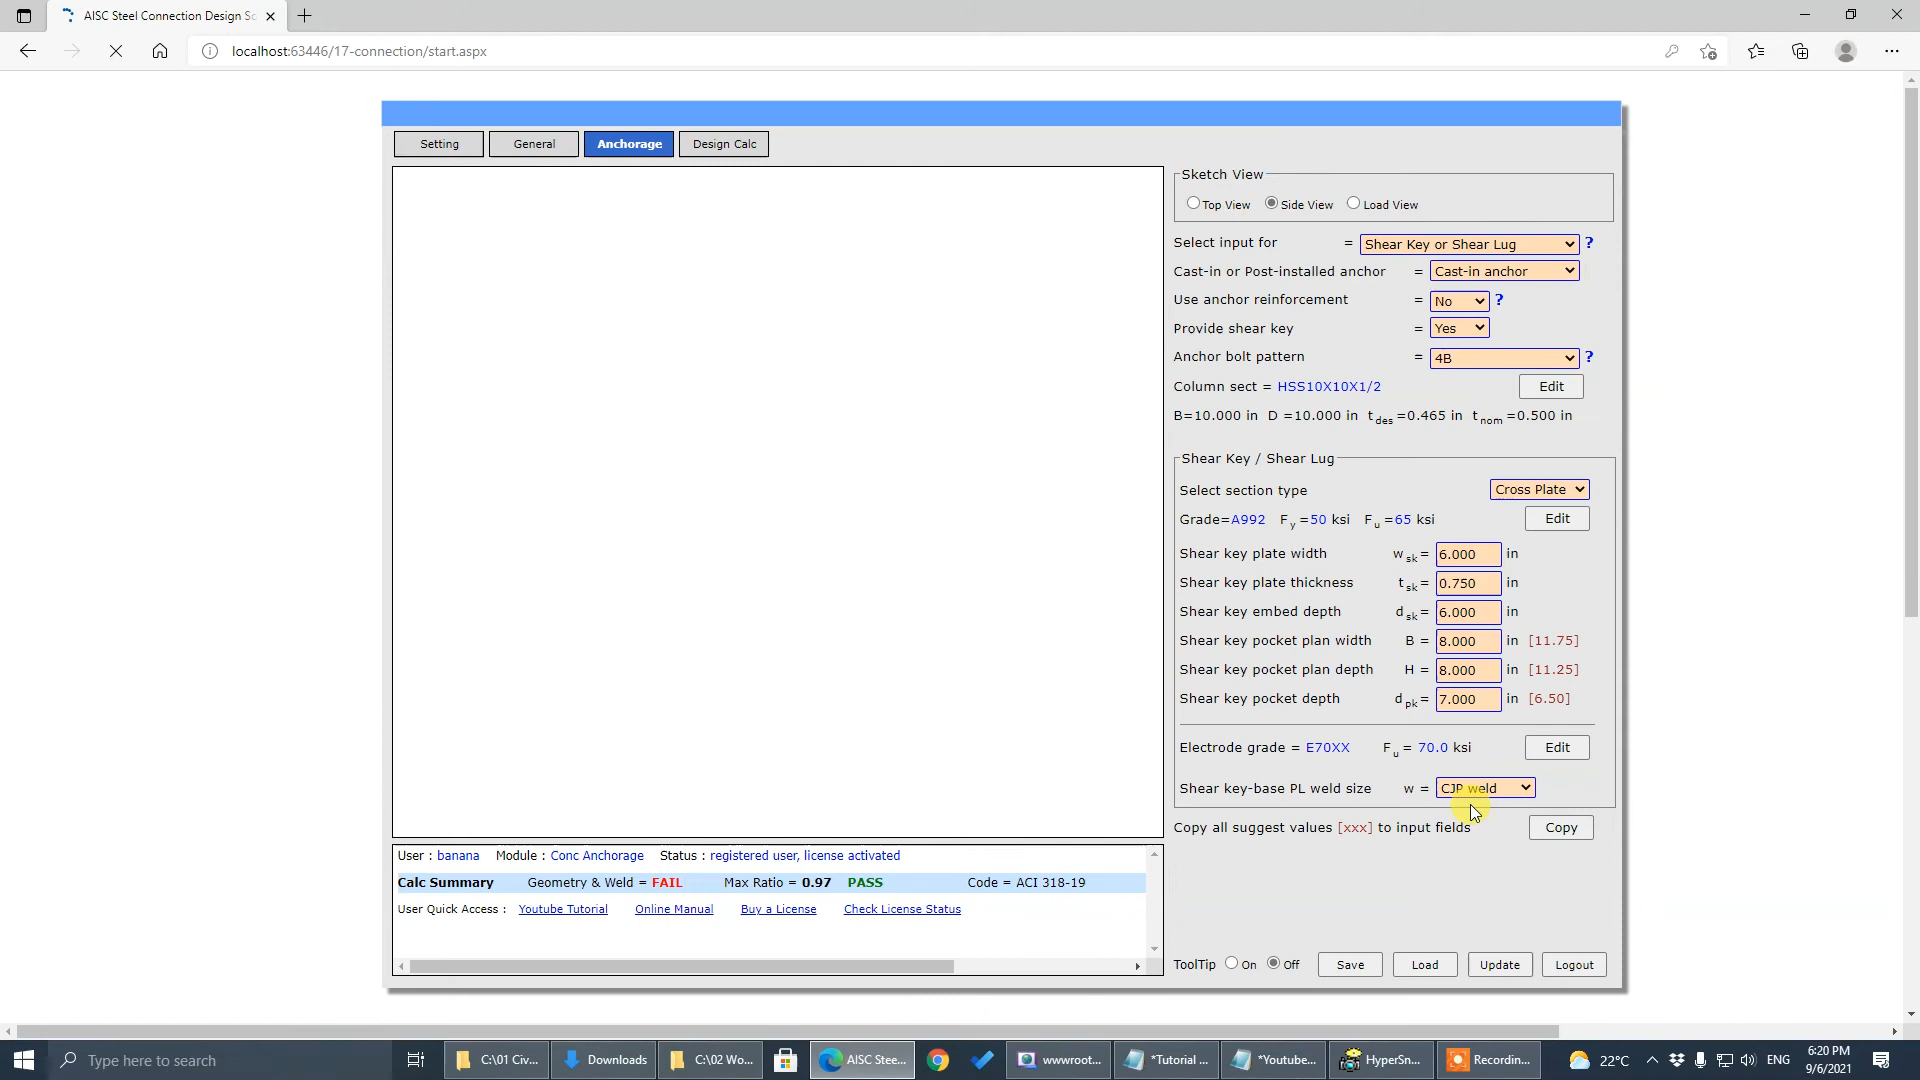 AISC Steel Connection Design So
localhost:63446/17-connection/start.aspx
Setting General Anchorage Design Calc
Sketch View
Top View Side View Load View
Select input for = Shear Key or Shear Lug ?
Cast-in or Post-installed anchor = Cast-in anchor
Use anchor reinforcement = No ?
Provide shear key = Yes
Anchor bolt pattern = 4B ?
Column sect = HSS10X10X1/2 Edit
B=10.000 in D =10.000 in t des =0.465 in t nom =0.500 in
Shear Key / Shear Lug
Select section type Cross Plate
Grade=A992 F y =50 ksi F u =65 ksi Edit
Shear key plate width w sk = 6.000 in
Shear key plate thickness t sk = 0.750 in
Shear key embed depth d sk = 6.000 in
Shear key pocket plan width B = 8.000 in [11.75]
Shear key pocket plan depth H = 8.000 in [11.25]
Shear key pocket depth d pk = 7.000 in [6.50]
Electrode grade = E70XX F u = 70.0 ksi Edit
Shear key-base PL weld size w = CJP weld
Copy all suggest values [xxx] to input fields Copy
User : banana Module : Conc Anchorage Status : registered user, license activated
Calc Summary Geometry & Weld = FAIL Max Ratio = 0.97 PASS Code = ACI 318-19
User Quick Access : Youtube Tutorial Online Manual Buy a License Check License Status
ToolTip On Off Save Load Update Logout
Type here to search
C:\01 Civ...
Downloads
C:\02 Wo...
AISC Stee...
wwwroot...
*Tutorial ...
*Youtube...
HyperSn...
Recordin...
22°C
ENG
6:20 PM
9/6/2021